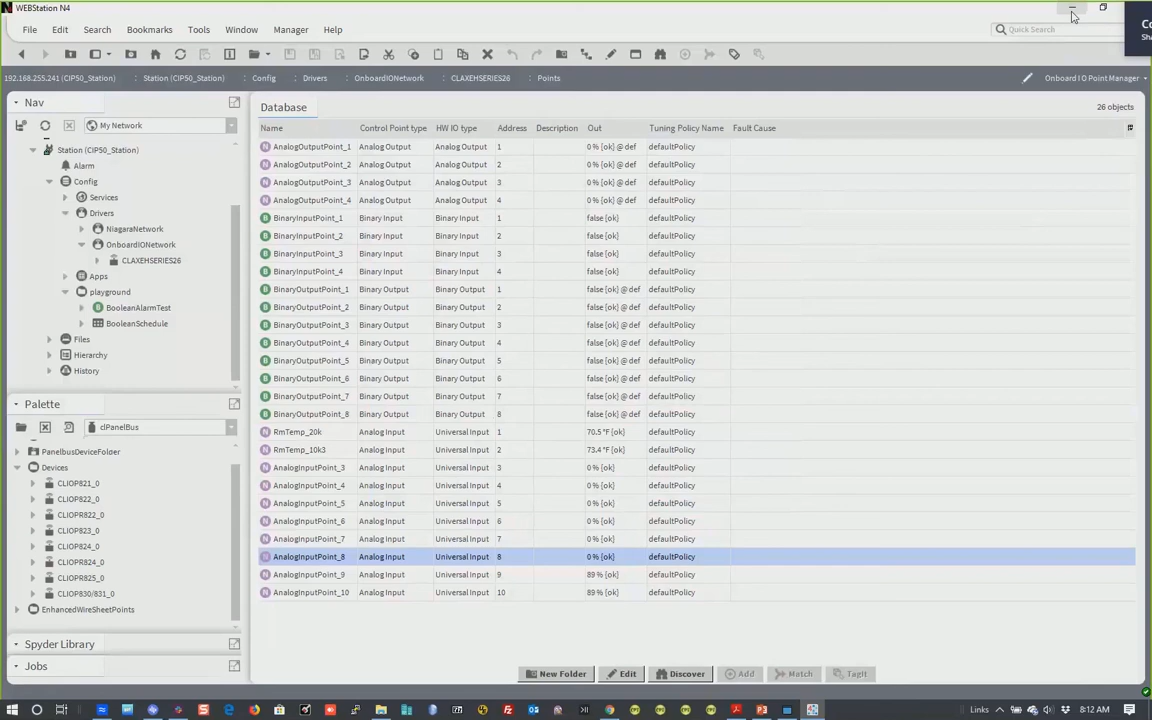 WEBStation N4
File Edit Search Bookmarks Tools Window Manager Help
Quick Search
192.168.255.241 (CIP50_Station) Station (CIP50_Station) Config Drivers OnboardIONetwork CLAXEHSERIES26 Points Onboard IO Point Manager
Nav
My Network
Station (CIP50_Station)
Alarm
Config
Services
Drivers
NiagaraNetwork
OnboardIONetwork
CLAXEHSERIES26
Apps
playground
BooleanAlarmTest
BooleanSchedule
Files
Hierarchy
History
Palette
clPanelBus
PanelbusDeviceFolder
Devices
CLIOP821_0
CLIOP822_0
CLIOPR822_0
CLIOP823_0
CLIOP824_0
CLIOPR824_0
CLIOPR825_0
CLIOP830/831_0
EnhancedWireSheetPoints
Spyder Library
Jobs
Database 26 objects
Name Control Point type HW IO type Address Description Out Tuning Policy Name Fault Cause
AnalogOutputPoint_1 Analog Output Analog Output 1 0 % {ok} @ def defaultPolicy
AnalogOutputPoint_2 Analog Output Analog Output 2 0 % {ok} @ def defaultPolicy
AnalogOutputPoint_3 Analog Output Analog Output 3 0 % {ok} @ def defaultPolicy
AnalogOutputPoint_4 Analog Output Analog Output 4 0 % {ok} @ def defaultPolicy
BinaryInputPoint_1 Binary Input Binary Input 1 false {ok} defaultPolicy
BinaryInputPoint_2 Binary Input Binary Input 2 false {ok} defaultPolicy
BinaryInputPoint_3 Binary Input Binary Input 3 false {ok} defaultPolicy
BinaryInputPoint_4 Binary Input Binary Input 4 false {ok} defaultPolicy
BinaryOutputPoint_1 Binary Output Binary Output 1 false {ok} @ def defaultPolicy
BinaryOutputPoint_2 Binary Output Binary Output 2 false {ok} @ def defaultPolicy
BinaryOutputPoint_3 Binary Output Binary Output 3 false {ok} @ def defaultPolicy
BinaryOutputPoint_4 Binary Output Binary Output 4 false {ok} @ def defaultPolicy
BinaryOutputPoint_5 Binary Output Binary Output 5 false {ok} @ def defaultPolicy
BinaryOutputPoint_6 Binary Output Binary Output 6 false {ok} @ def defaultPolicy
BinaryOutputPoint_7 Binary Output Binary Output 7 false {ok} @ def defaultPolicy
BinaryOutputPoint_8 Binary Output Binary Output 8 false {ok} @ def defaultPolicy
RmTemp_20k Analog Input Universal Input 1 70.5 °F {ok} defaultPolicy
RmTemp_10k3 Analog Input Universal Input 2 73.4 °F {ok} defaultPolicy
AnalogInputPoint_3 Analog Input Universal Input 3 0 % {ok} defaultPolicy
AnalogInputPoint_4 Analog Input Universal Input 4 0 % {ok} defaultPolicy
AnalogInputPoint_5 Analog Input Universal Input 5 0 % {ok} defaultPolicy
AnalogInputPoint_6 Analog Input Universal Input 6 0 % {ok} defaultPolicy
AnalogInputPoint_7 Analog Input Universal Input 7 0 % {ok} defaultPolicy
AnalogInputPoint_8 Analog Input Universal Input 8 0 % {ok} defaultPolicy
AnalogInputPoint_9 Analog Input Universal Input 9 89 % {ok} defaultPolicy
AnalogInputPoint_10 Analog Input Universal Input 10 89 % {ok} defaultPolicy
New Folder Edit Discover Add Match TagIt
Links 8:12 AM